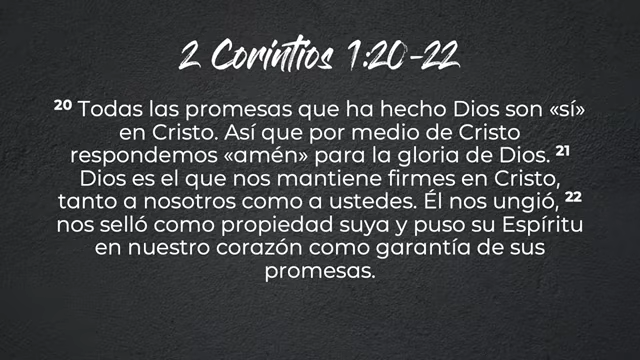 2 Corintios 1:20-22
20 Todas las promesas que ha hecho Dios son «sí»
en Cristo. Así que por medio de Cristo
respondemos «amén» para la gloria de Dios. 21
Dios es el que nos mantiene firmes en Cristo,
tanto a nosotros como a ustedes. Él nos ungió, 22
nos selló como propiedad suya y puso su Espíritu
en nuestro corazón como garantía de sus
promesas.